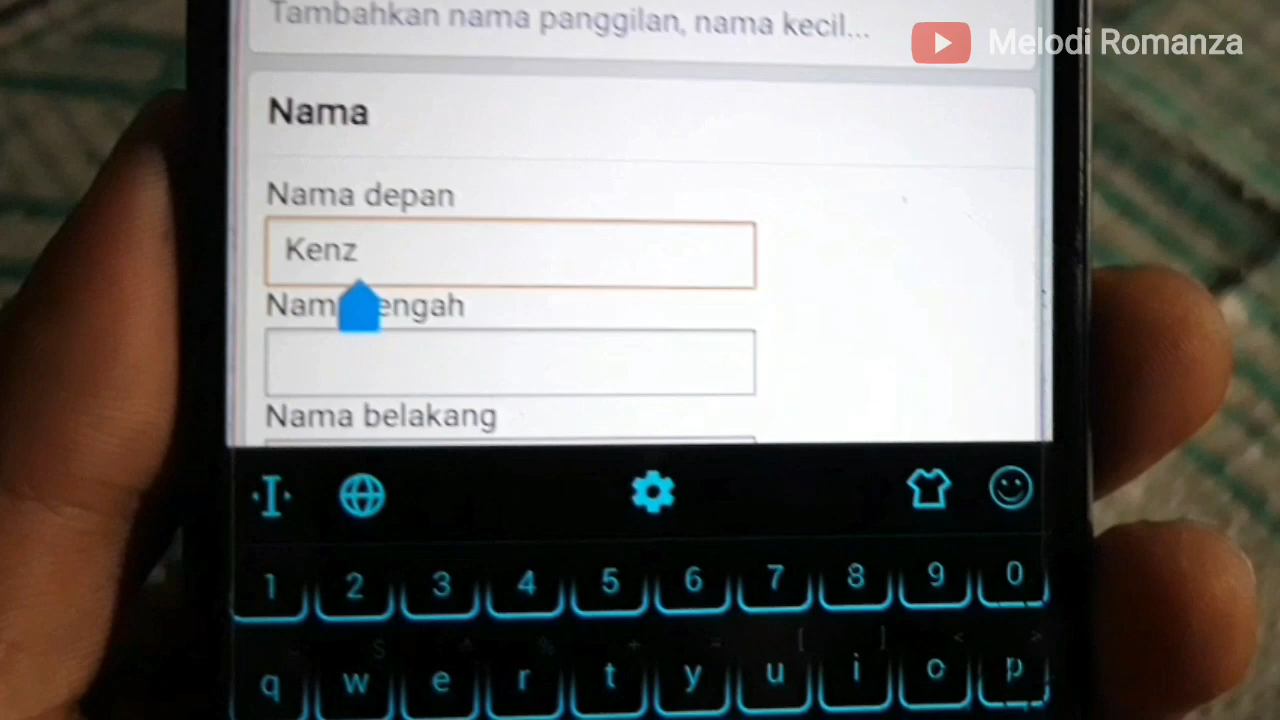 Tambahkan nama panggilan, nama kecil...
Melodi Romanza
Nama
Nama depan
Kenz
Nam engah
Nama belakang
1 2 3 4 5 6 7 8 9 0
$ ^ % + = [ ] < >
q w e r t y u i o p